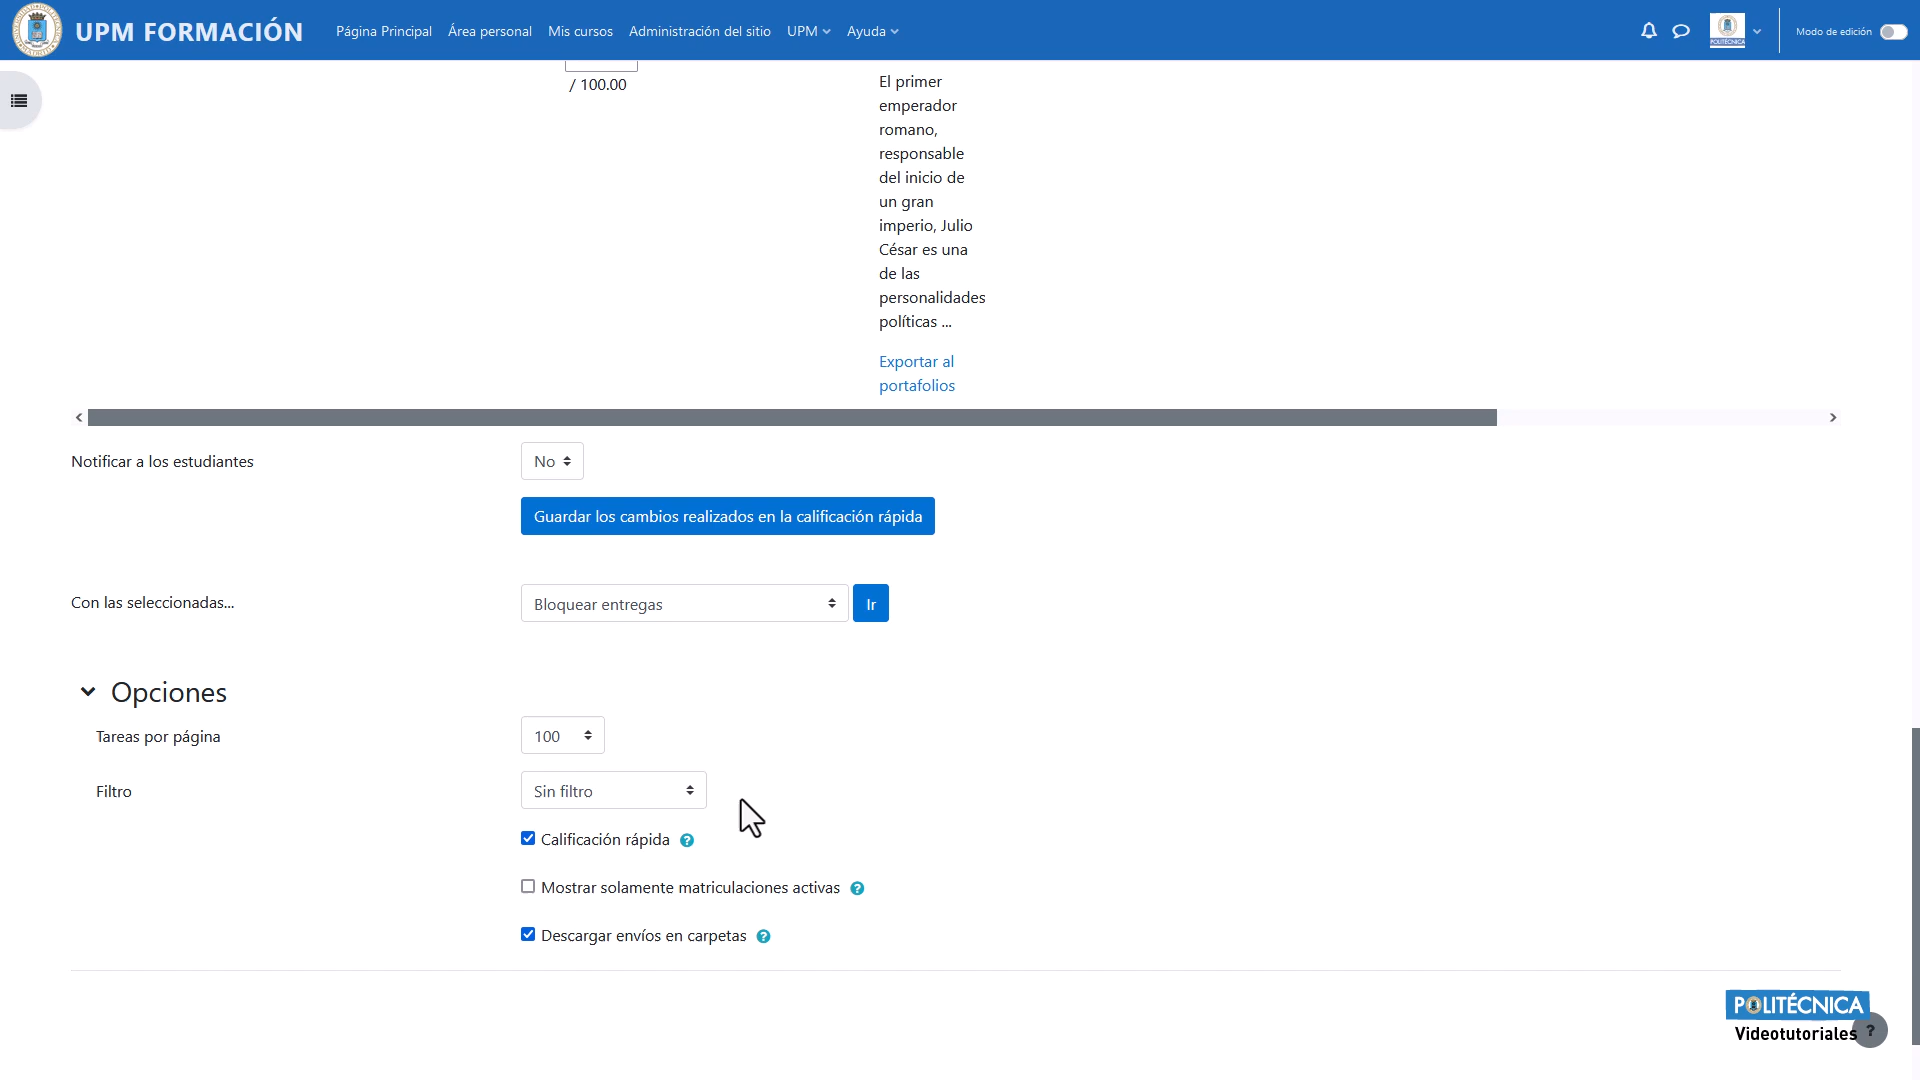 UPM FORMACIÓN
Página Principal Área personal Mis cursos Administración del sitio UPM Ayuda
Modo de edición
/ 100.00
El primer
emperador
romano,
responsable
del inicio de
un gran
imperio, Julio
César es una
de las
personalidades
políticas ...
Exportar al
portafolios
Notificar a los estudiantes
No
Guardar los cambios realizados en la calificación rápida
Con las seleccionadas...
Bloquear entregas
Ir
Opciones
Tareas por página
100
Filtro
Sin filtro
Calificación rápida ?
Mostrar solamente matriculaciones activas ?
Descargar envíos en carpetas ?
POLITÉCNICA
Videotutoriales ?